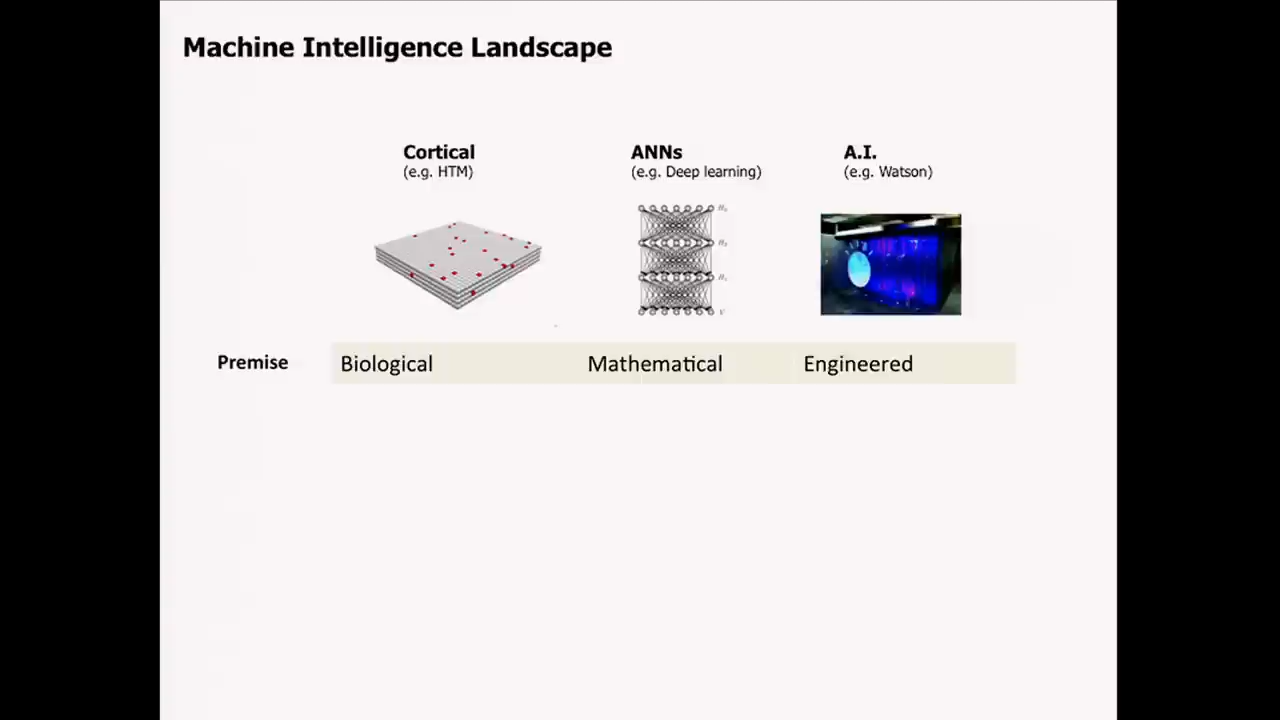 Machine Intelligence Landscape
Cortical
(e.g. HTM)
ANNs
(e.g. Deep learning)
A.I.
(e.g. Watson)
Premise
Biological
Mathematical
Engineered